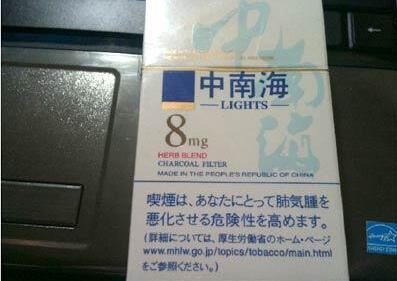 中南海
中南海
LIGHTS
8mg
HERB BLEND
CHARCOAL FILTER
MADE IN THE PEOPLE'S REPUBLIC OF CHINA
喫煙は、あなたにとって肺気腫を
悪化させる危険性を高めます。
(詳細については、厚生労働省のホーム・ページ
www.mhlw.go.jp/topics/tobacco/main.html
をご参照ください。)